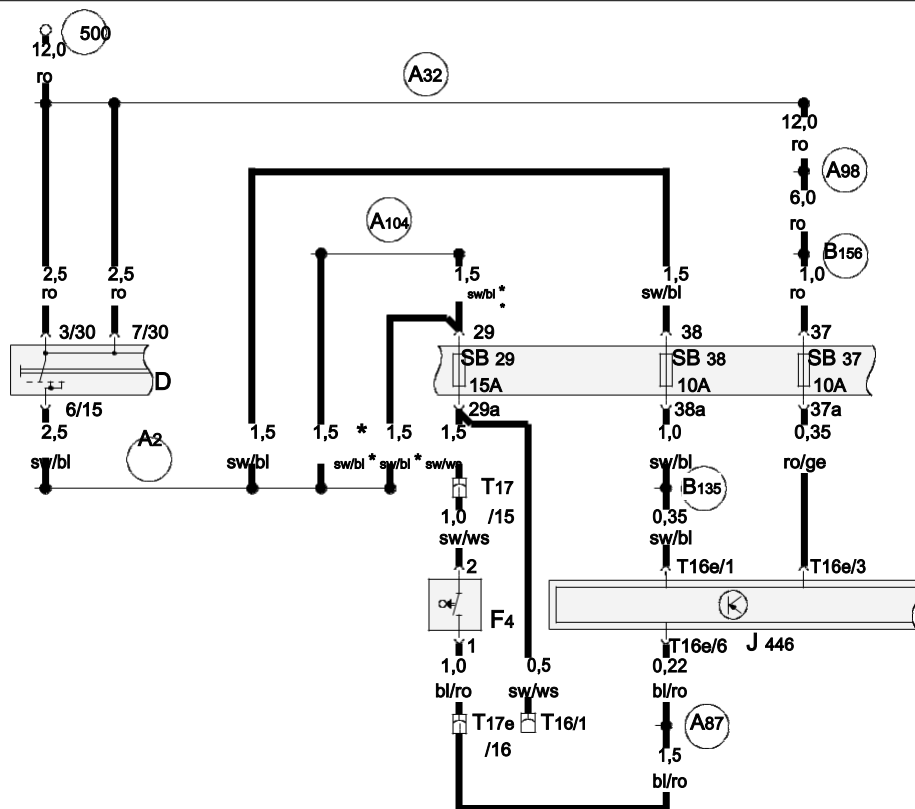 500
12,0
ro
A32
12,0
ro
A98
6,0
ro
A104
B156
2,5
ro
2,5
ro
1,5
sw/bl *
*
1,5
sw/bl
1,0
ro
3/30
7/30
29
38
37
D
SB 29
15A
SB 38
10A
SB 37
10A
6/15
29a
38a
37a
2,5
sw/bl
A2
1,5
sw/bl
1,5
*
1,5
1,5
sw/bl * sw/bl * sw/ws
1,0
sw/bl
0,35
ro/ge
T17
/15
B135
1,0
sw/ws
0,35
sw/bl
2
T16e/1
T16e/3
F4
1
T16e/6
J 446
1,0
bl/ro
0,5
sw/ws
0,22
bl/ro
T17e
/16
T16/1
A87
1,5
bl/ro